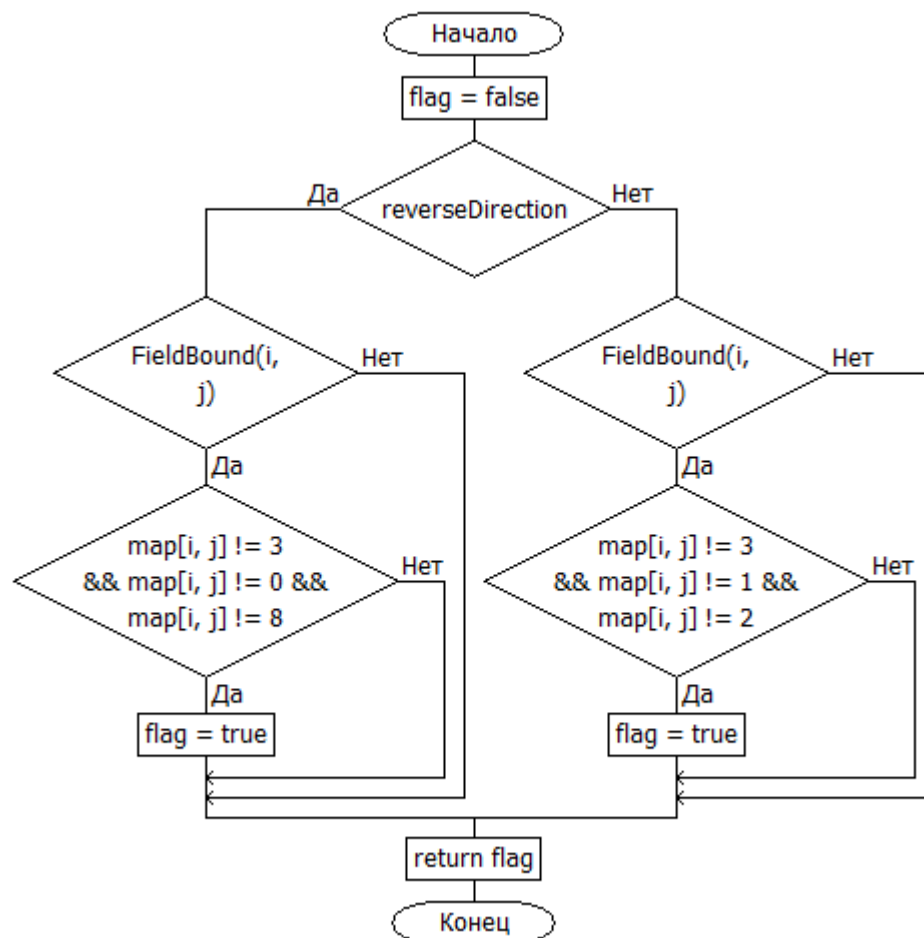 Начало
flag = false
Да
reverseDirection
Нет
FieldBound(i,
j)
Нет
Да
map[i, j] != 3
&& map[i, j] != 0 &&
map[i, j] != 8
Нет
Да
flag = true
FieldBound(i,
j)
Нет
Да
map[i, j] != 3
&& map[i, j] != 1 &&
map[i, j] != 2
Нет
Да
flag = true
return flag
Конец